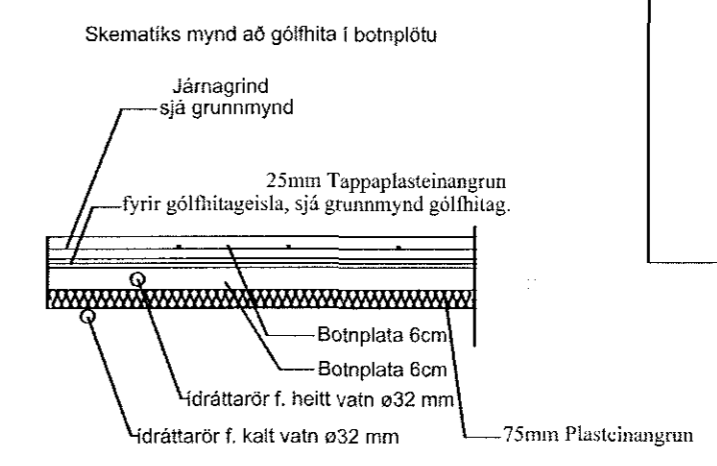 Skematíks mynd að gólfhita í botnplötu
Járnagrind
sjá grunnmynd
25mm Tappaplasteinangrun
fyrir gólfhitageisla, sjá grunnmynd gólfhitag.
Botnplata 6cm
Botnplata 6cm
ídráttarör f. heitt vatn ø32 mm
ídráttarör f. kalt vatn ø32 mm
75mm Plasteinangrun